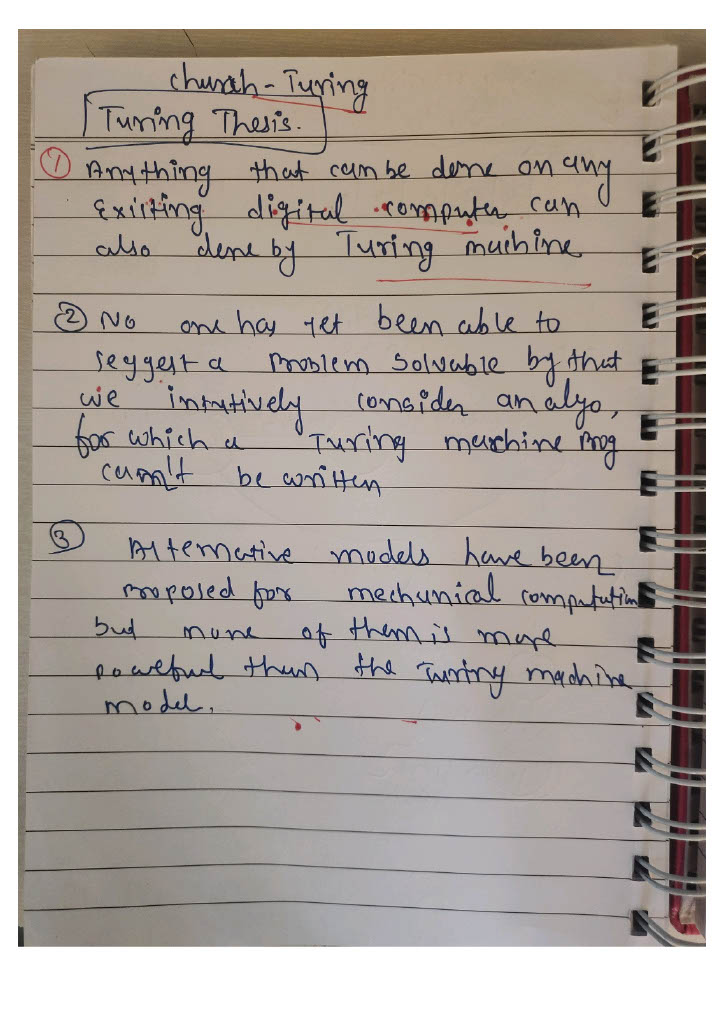 Church - Turing
Turing Thesis.
① Anything that can be done on any
existing digital computer can
also done by Turing machine
② No one has yet been able to
suggest a problem solvable by that
we intutively consider an algo,
for which a Turing machine prog
can't be written
③ Alternative models have been
proposed for mechanical computation
but none of them is more
powerful than the Turing machine
model.